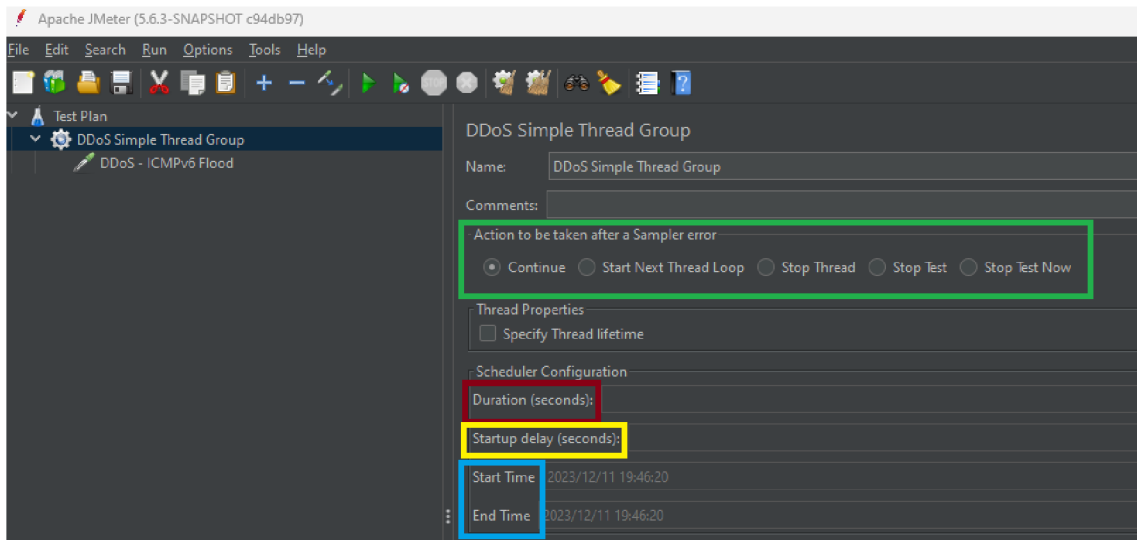 Apache JMeter (5.6.3-SNAPSHOT c94db97)
File Edit Search Run Options Tools Help
Test Plan
DDoS Simple Thread Group
DDoS - ICMPv6 Flood
DDoS Simple Thread Group
Name: DDoS Simple Thread Group
Comments:
Action to be taken after a Sampler error
Continue Start Next Thread Loop Stop Thread Stop Test Stop Test Now
Thread Properties
Specify Thread lifetime
Scheduler Configuration
Duration (seconds):
Startup delay (seconds):
Start Time 2023/12/11 19:46:20
End Time 2023/12/11 19:46:20